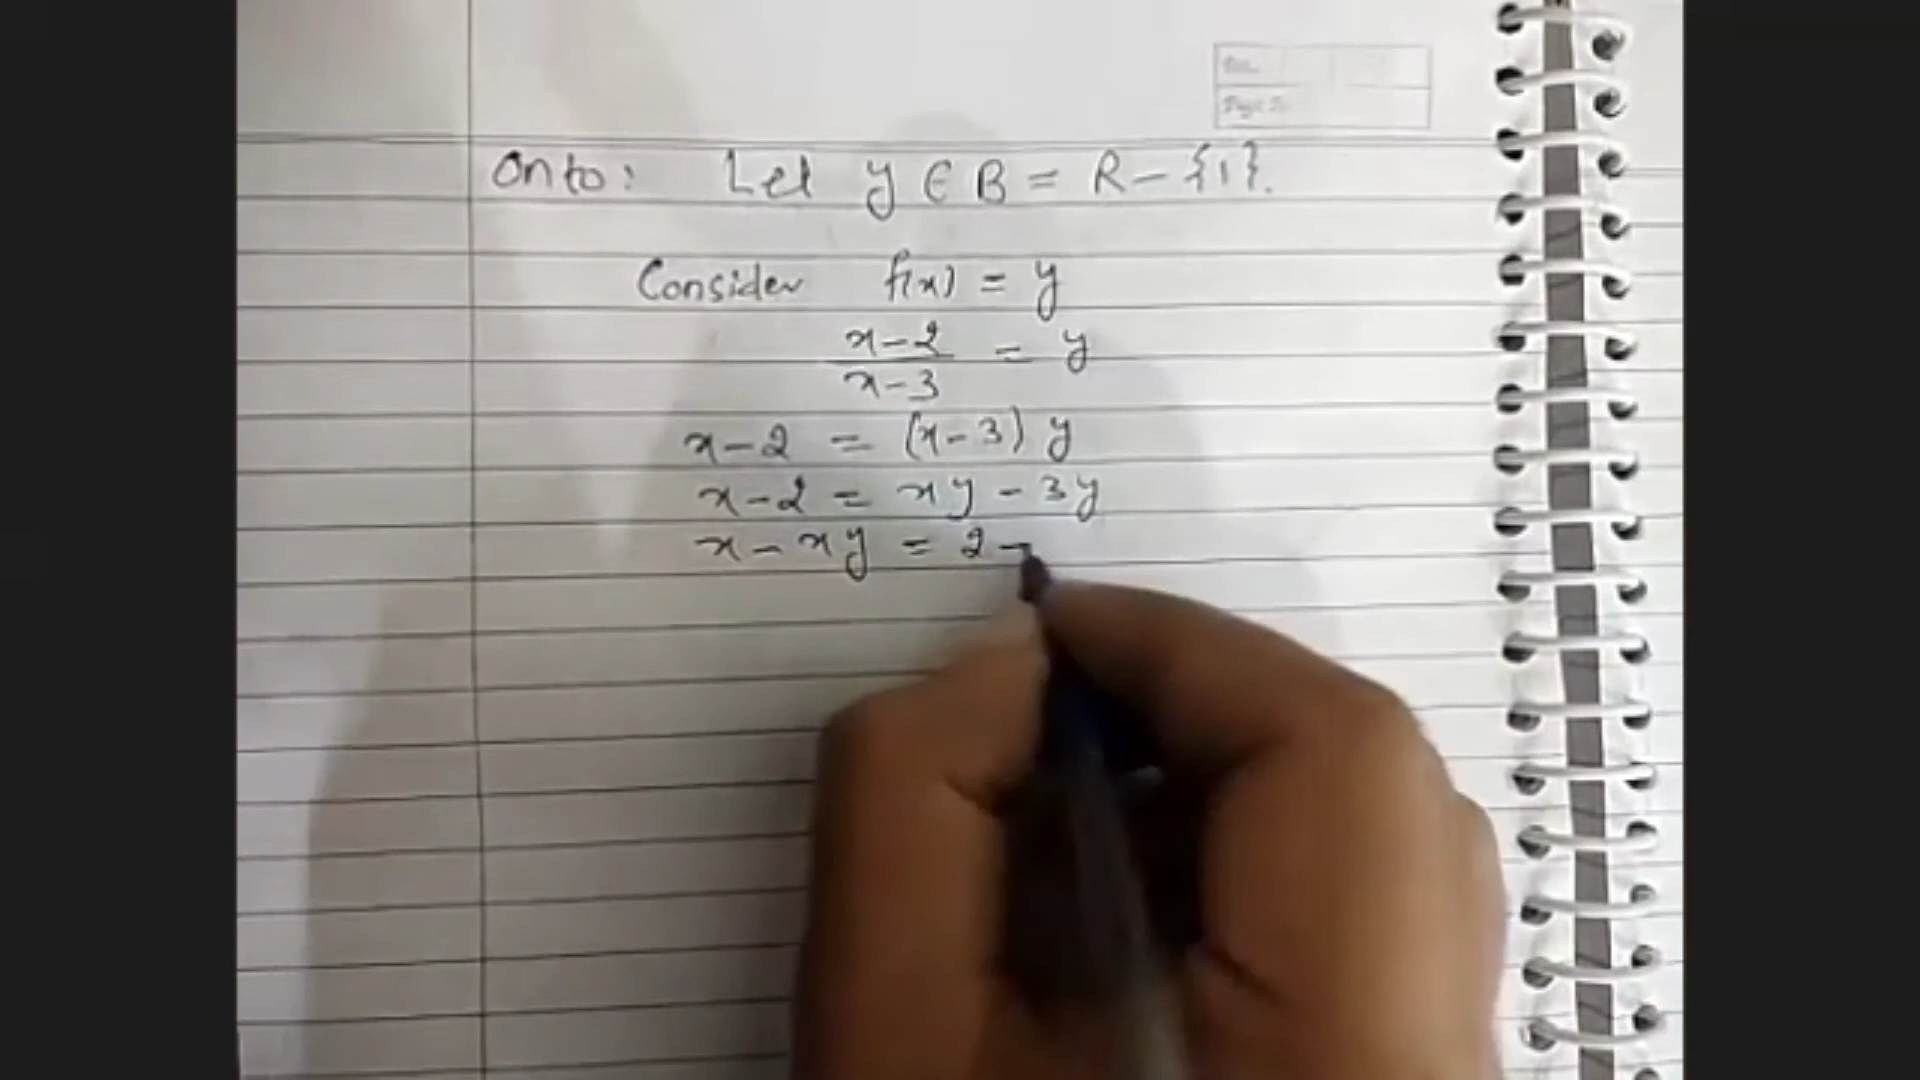 Onto: Let y ∈ B = R - {1}.
Consider f(x) = y
x-2 / x-3 = y
x-2 = (x-3) y
x-2 = xy - 3y
x - xy = 2 -